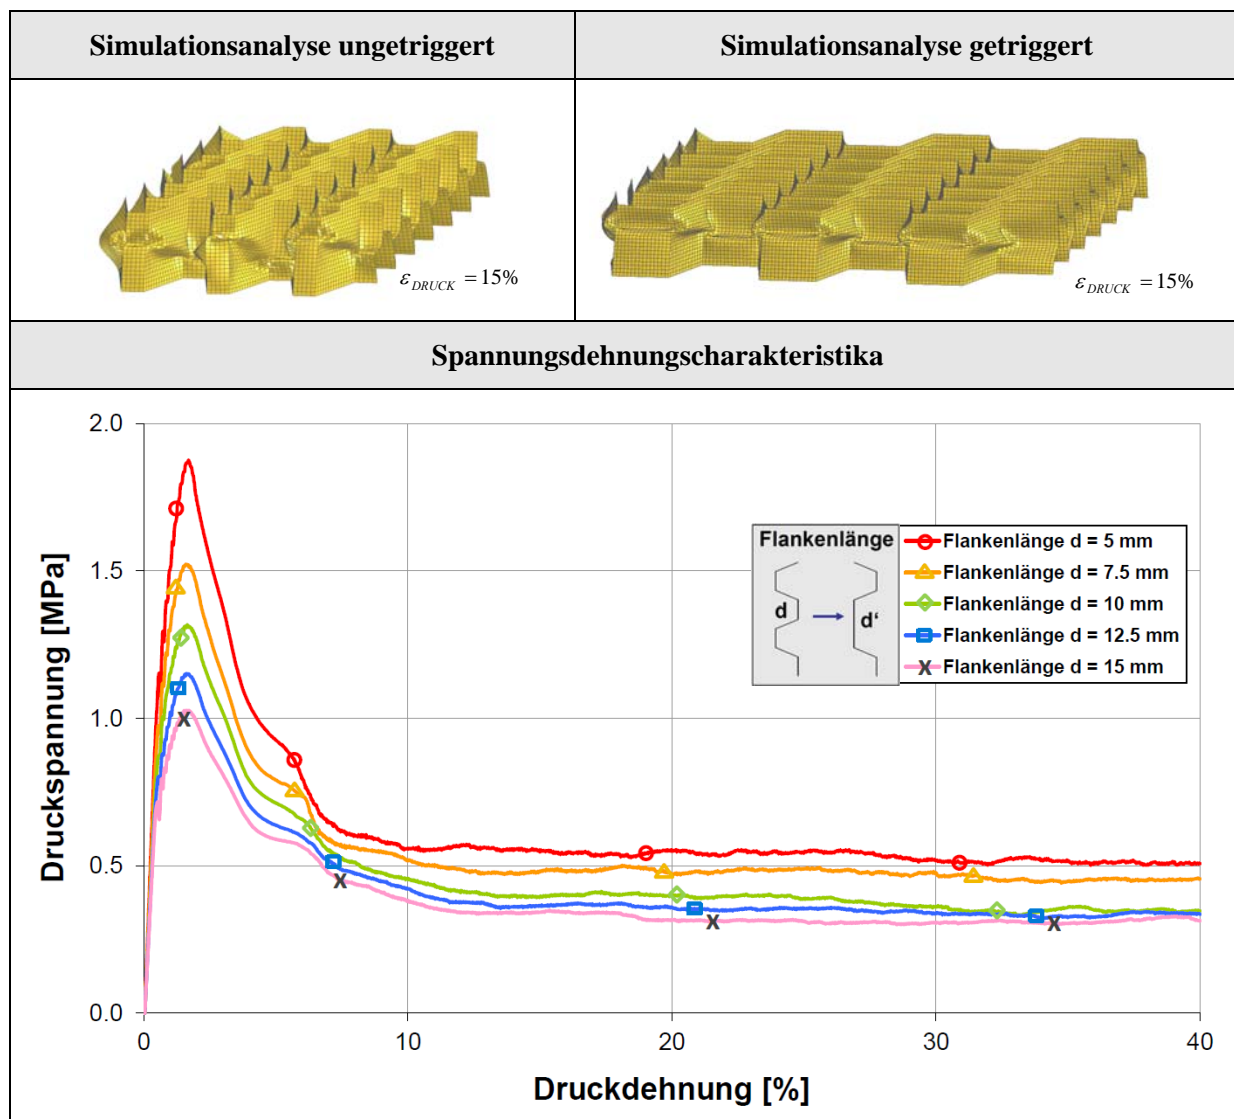 Simulationsanalyse ungetriggert
Simulationsanalyse getriggert
ε_DRUCK = 15%
ε_DRUCK = 15%
Spannungsdehnungscharakteristika
2.0
1.5
1.0
0.5
0.0
Druckspannung [MPa]
Flankenlänge
d
d‘
Flankenlänge d = 5 mm
Flankenlänge d = 7.5 mm
Flankenlänge d = 10 mm
Flankenlänge d = 12.5 mm
Flankenlänge d = 15 mm
0
10
20
30
40
Druckdehnung [%]